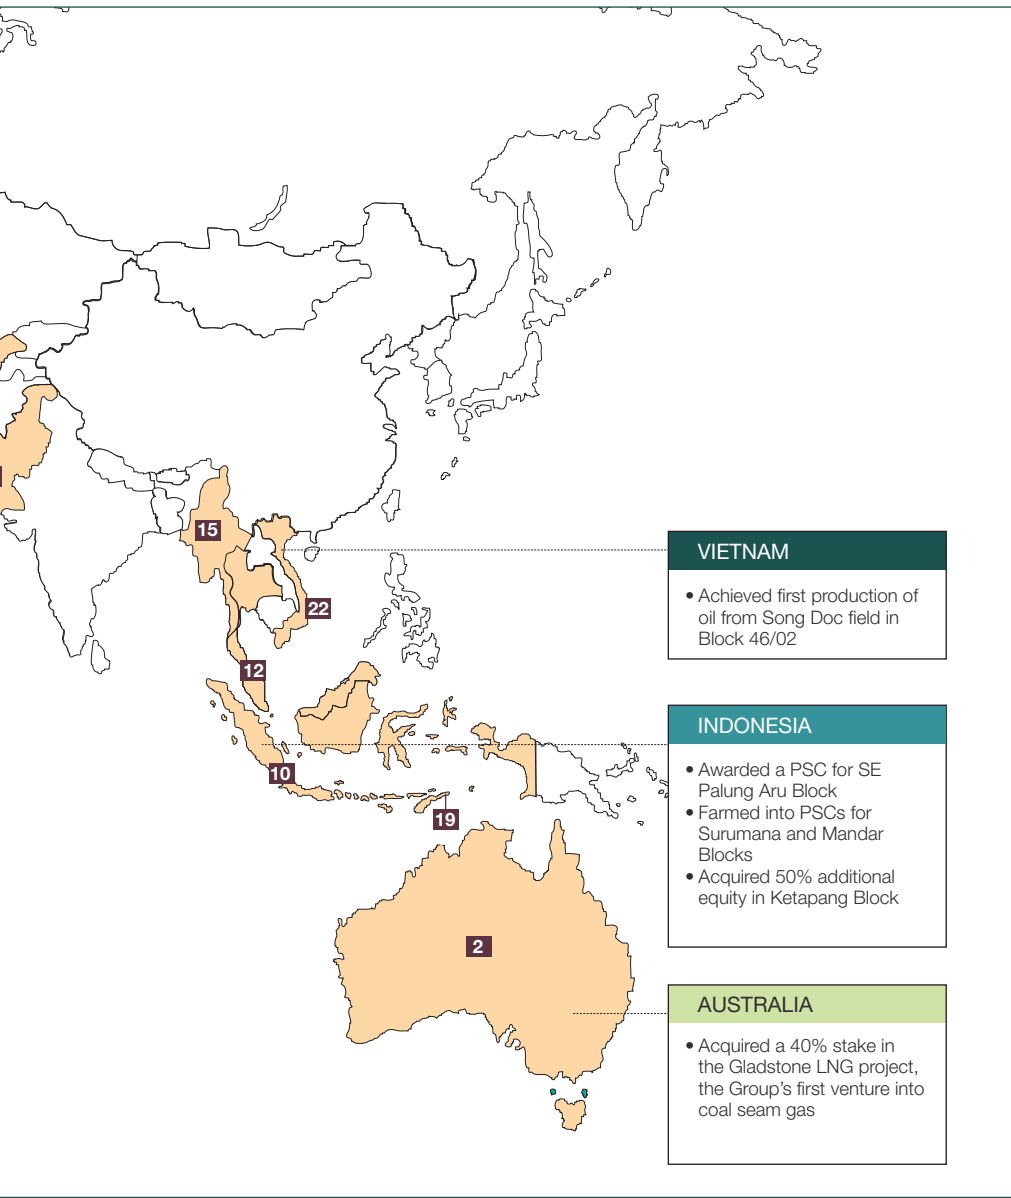 15
22
12
10
19
2
VIETNAM
• Achieved first production of
oil from Song Doc field in
Block 46/02
INDONESIA
• Awarded a PSC for SE
Palung Aru Block
• Farmed into PSCs for
Surumana and Mandar
Blocks
• Acquired 50% additional
equity in Ketapang Block
AUSTRALIA
• Acquired a 40% stake in
the Gladstone LNG project,
the Group's first venture into
coal seam gas